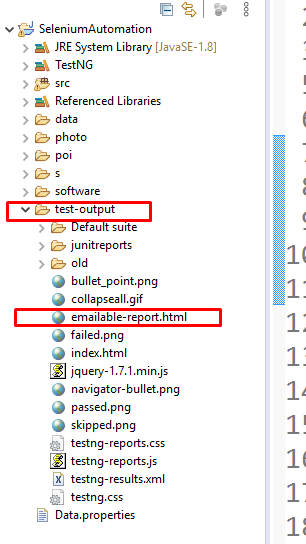 SeleniumAutomation
JRE System Library [JavaSE-1.8]
TestNG
src
Referenced Libraries
data
photo
poi
s
software
test-output
Default suite
junitreports
old
bullet_point.png
collapseall.gif
emailable-report.html
failed.png
index.html
jquery-1.7.1.min.js
navigator-bullet.png
passed.png
skipped.png
testng-reports.css
testng-reports.js
testng-results.xml
testng.css
Data.properties
10
11
12
13
14
15
16
17
18